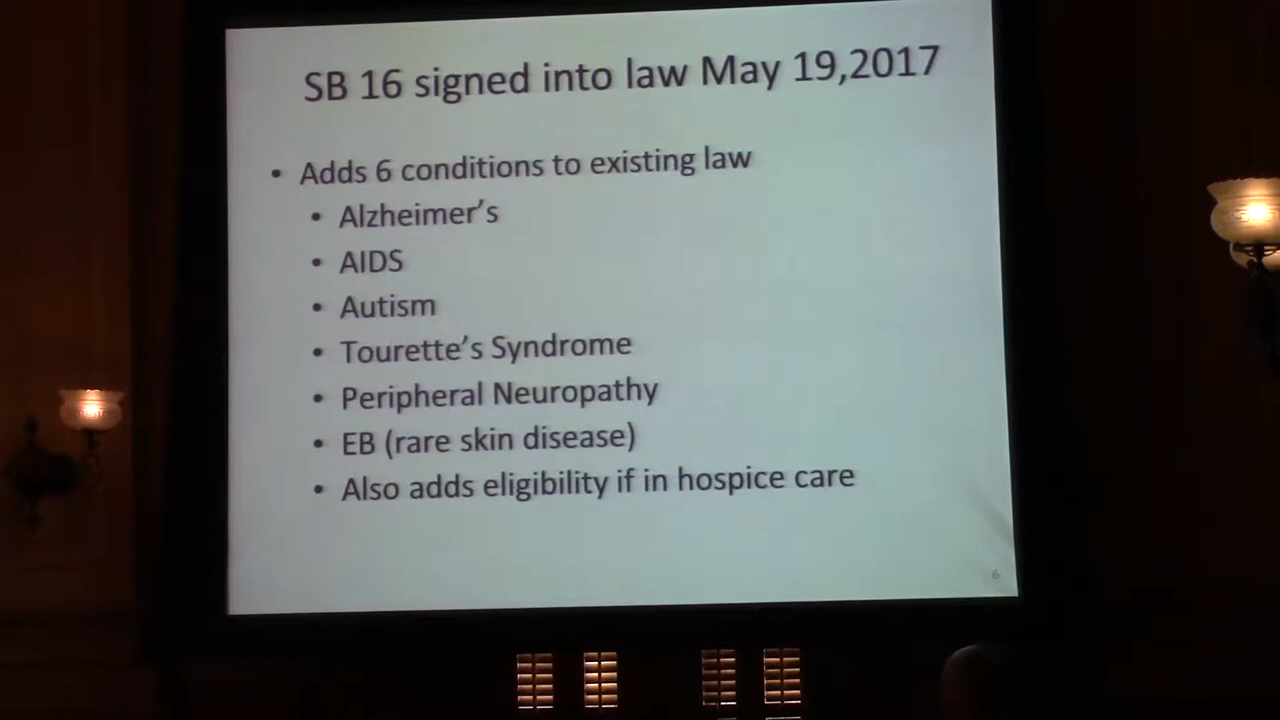 SB 16 signed into law May 19,2017
• Adds 6 conditions to existing law
• Alzheimer's
• AIDS
• Autism
• Tourette's Syndrome
• Peripheral Neuropathy
• EB (rare skin disease)
• Also adds eligibility if in hospice care
6